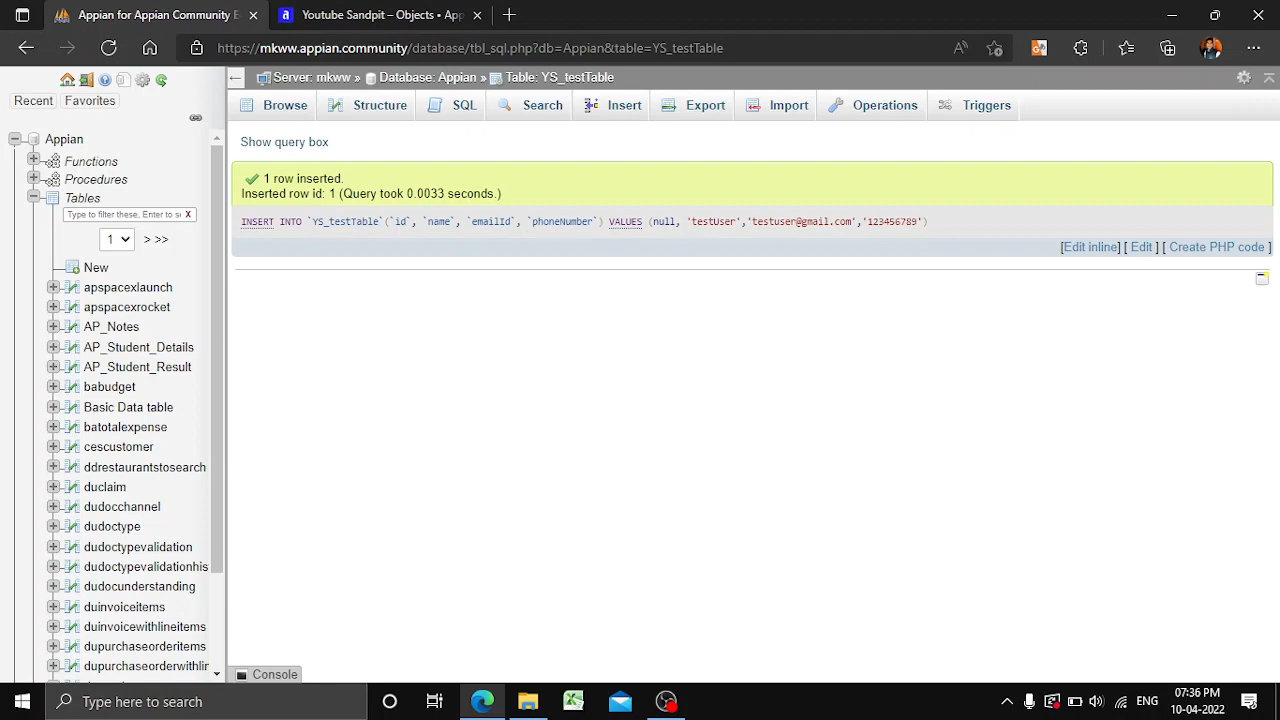 Appian for Appian Community E
Youtube Sandpit – Objects • App
https://mkww.appian.community/database/tbl_sql.php?db=Appian&table=YS_testTable
Recent
Favorites
Appian
Functions
Procedures
Tables
Type to filter these, Enter to s
X
1
> >>
New
apspacexlaunch
apspacexrocket
AP_Notes
AP_Student_Details
AP_Student_Result
babudget
Basic Data table
batotalexpense
cescustomer
ddrestaurantstosearch
duclaim
dudocchannel
dudoctype
dudoctypevalidation
dudoctypevalidationhis
dudocunderstanding
duinvoiceitems
duinvoicewithlineitems
dupurchaseorderitems
dupurchaseorderwithlin
Server: mkww » Database: Appian » Table: YS_testTable
Browse
Structure
SQL
Search
Insert
Export
Import
Operations
Triggers
Show query box
1 row inserted.
Inserted row id: 1 (Query took 0.0033 seconds.)
INSERT INTO `YS_testTable`(`id`, `name`, `emailId`, `phoneNumber`) VALUES (null, 'testUser','testuser@gmail.com','123456789')
[Edit inline] [ Edit ] [ Create PHP code ]
Console
Type here to search
ENG
07:36 PM
10-04-2022